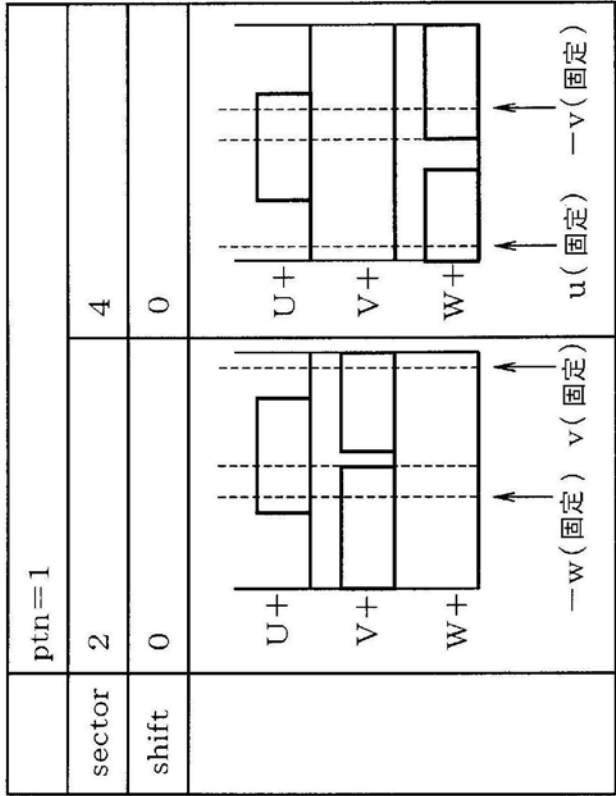 ptn=1
sector 2 4
shift 0 0
U+ U+
V+ V+
W+ W+
−w(固定) v(固定) u(固定) −v(固定)